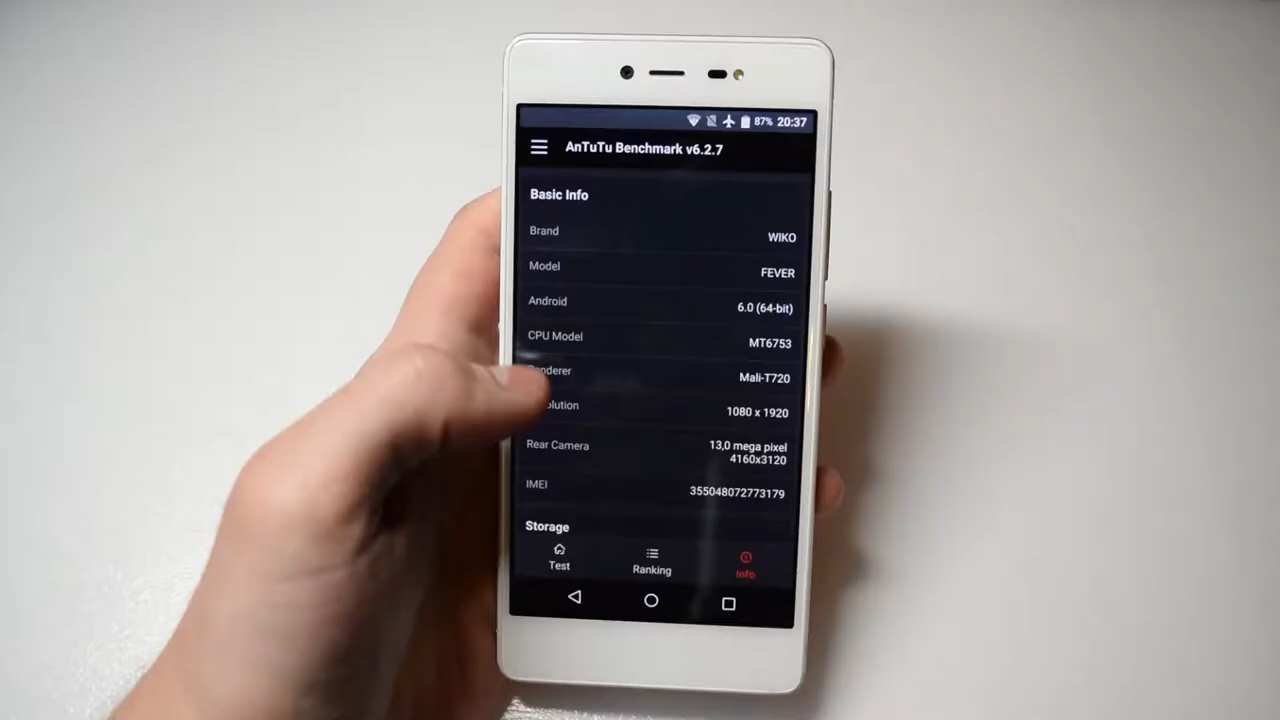 87% 20:37
AnTuTu Benchmark v6.2.7
Basic Info
Brand WIKO
Model FEVER
Android 6.0 (64-bit)
CPU Model MT6753
enderer Mali-T720
olution 1080 x 1920
Rear Camera 13,0 mega pixel
4160x3120
IMEI 355048072773179
Storage
Test Ranking Info